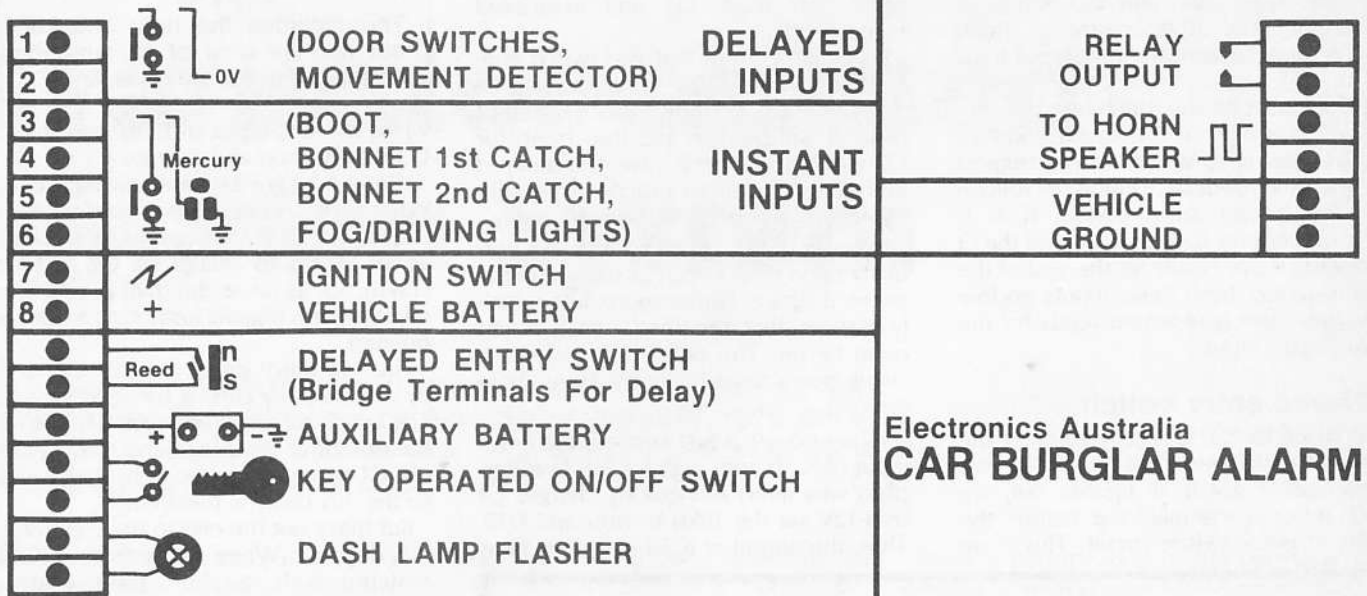 1
2
(DOOR SWITCHES,
MOVEMENT DETECTOR)
0V
DELAYED
INPUTS
3
4
5
6
Mercury
(BOOT,
BONNET 1st CATCH,
BONNET 2nd CATCH,
FOG/DRIVING LIGHTS)
INSTANT
INPUTS
7 IGNITION SWITCH
8 + VEHICLE BATTERY
Reed
n
s
DELAYED ENTRY SWITCH
(Bridge Terminals For Delay)
+ - AUXILIARY BATTERY
KEY OPERATED ON/OFF SWITCH
DASH LAMP FLASHER
RELAY
OUTPUT
TO HORN
SPEAKER
VEHICLE
GROUND
Electronics Australia
CAR BURGLAR ALARM